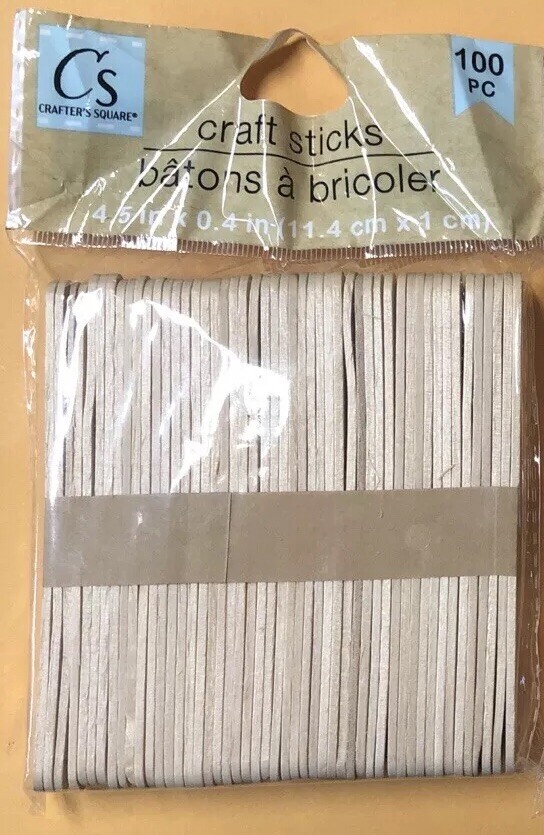 Cs
CRAFTER'S SQUARE®
100
PC
craft sticks
bâtons à bricoler
4.5 in x 0.4 in (11.4 cm x 1 cm)